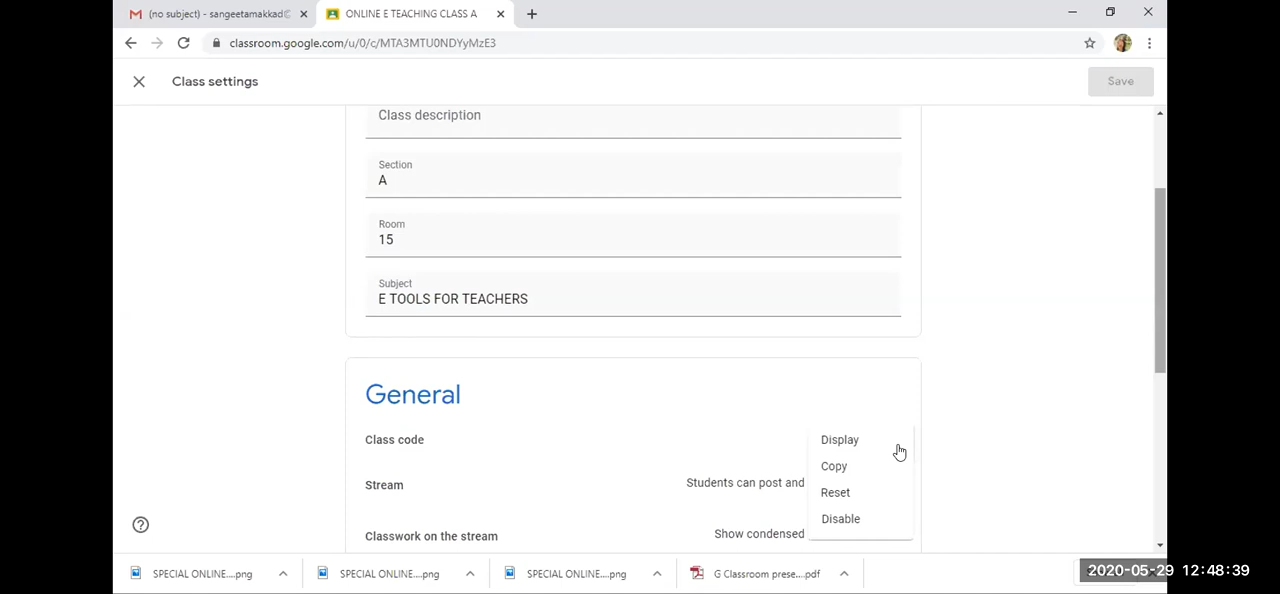 (no subject) - sangeetamakkad@
ONLINE E TEACHING CLASS A
classroom.google.com/u/0/c/MTA3MTU0NDYyMzE3
Class settings
Save
Class description
Section
A
Room
15
Subject
E TOOLS FOR TEACHERS
General
Class code
Display
Copy
Stream
Students can post and
Reset
Disable
Classwork on the stream
Show condensed
SPECIAL ONLINE....png
SPECIAL ONLINE....png
SPECIAL ONLINE....png
G Classroom prese....pdf
2020-05-29 12:48:39